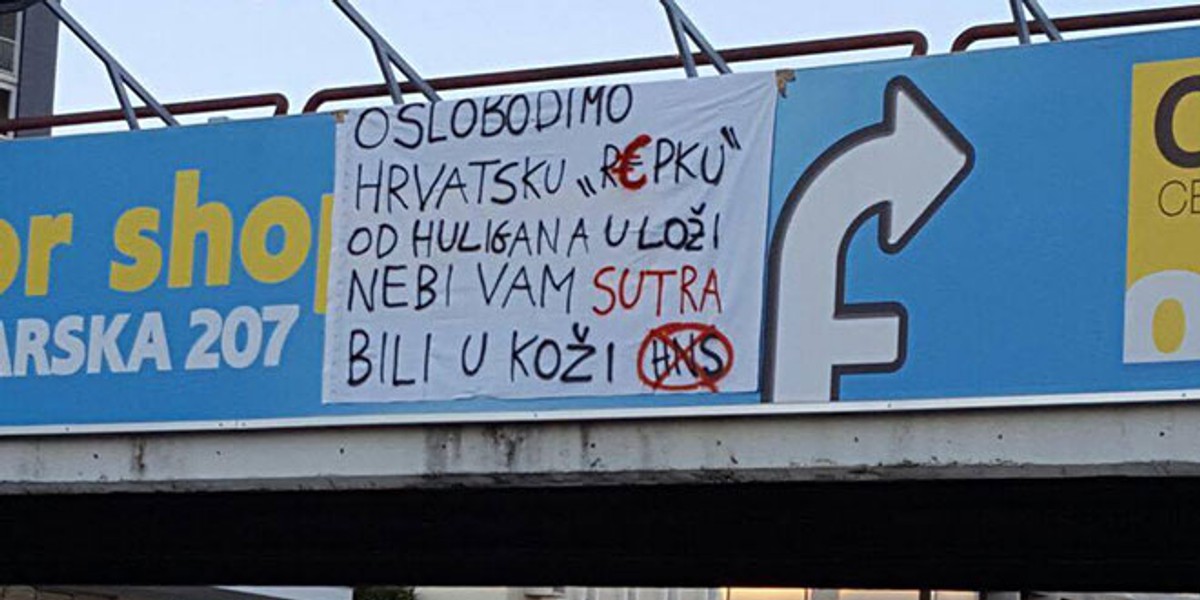 or shop
ARSKA 207
OSLOBODIMO
HRVATSKU „R€PKU"
OD HULIGANA U LOŽI
NEBI VAM SUTRA
BILI U KOŽI HNS